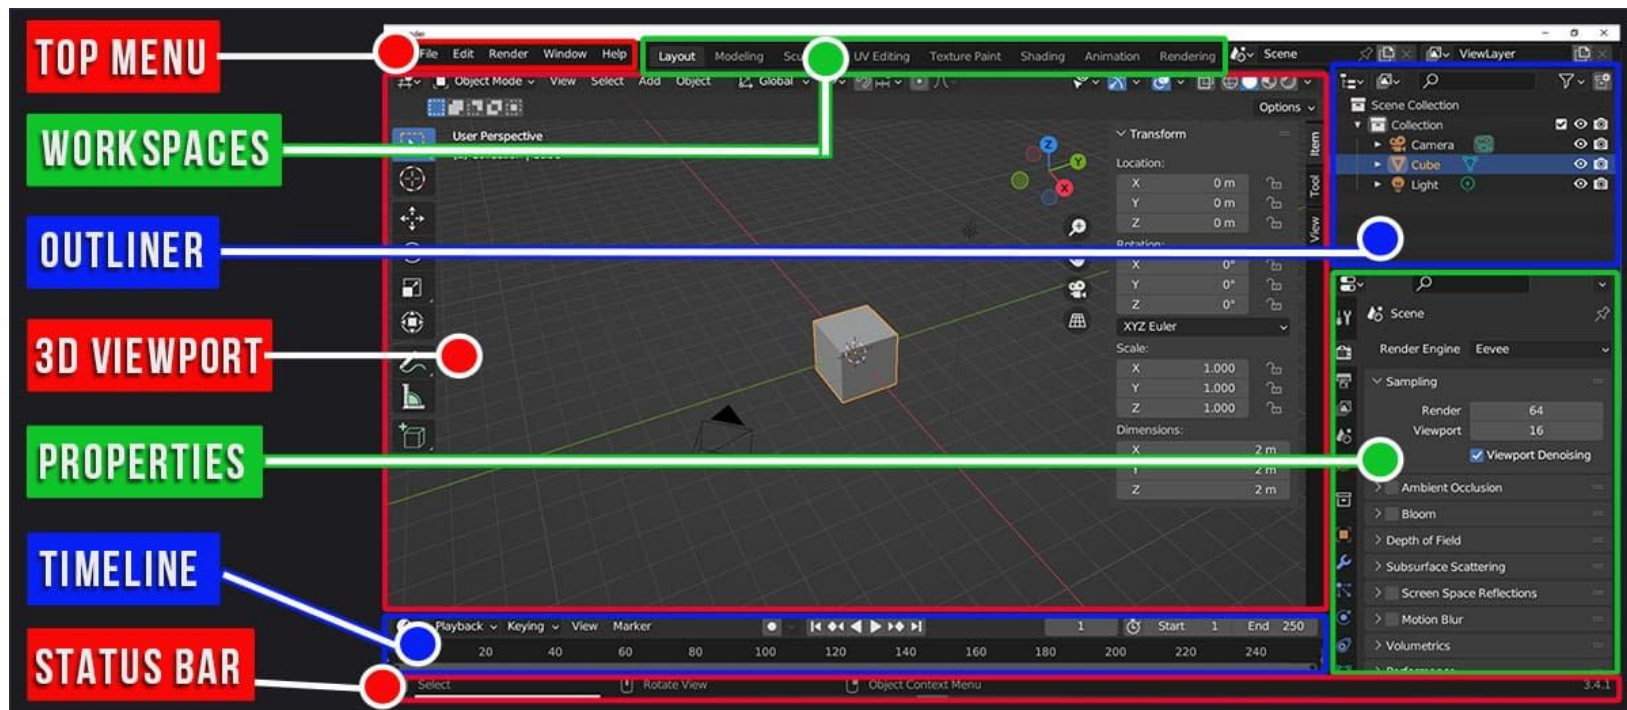 TOP MENU
WORKSPACES
OUTLINER
3D VIEWPORT
PROPERTIES
TIMELINE
STATUS BAR
File Edit Render Window Help
Layout Modeling UV Editing Texture Paint Shading Animation Rendering
Scene
ViewLayer
Object Mode View Select Add Object Global
Options
User Perspective
Z
Y
X
Transform
Location:
X 0 m
Y 0 m
Z 0 m
Rotation:
X 0°
Y 0°
Z 0°
XYZ Euler
Scale:
X 1.000
Y 1.000
Z 1.000
Dimensions:
X 2 m
Y 2 m
Z 2 m
Item
Tool
View
Scene Collection
Collection
Camera
Cube
Light
Scene
Render Engine Eevee
Sampling
Render 64
Viewport 16
Viewport Denoising
Ambient Occlusion
Bloom
Depth of Field
Subsurface Scattering
Screen Space Reflections
Motion Blur
Volumetrics
Playback Keying View Marker
1 Start 1 End 250
20 40 60 80 100 120 140 160 180 200 220 240
Select Rotate View Object Context Menu 3.4.1